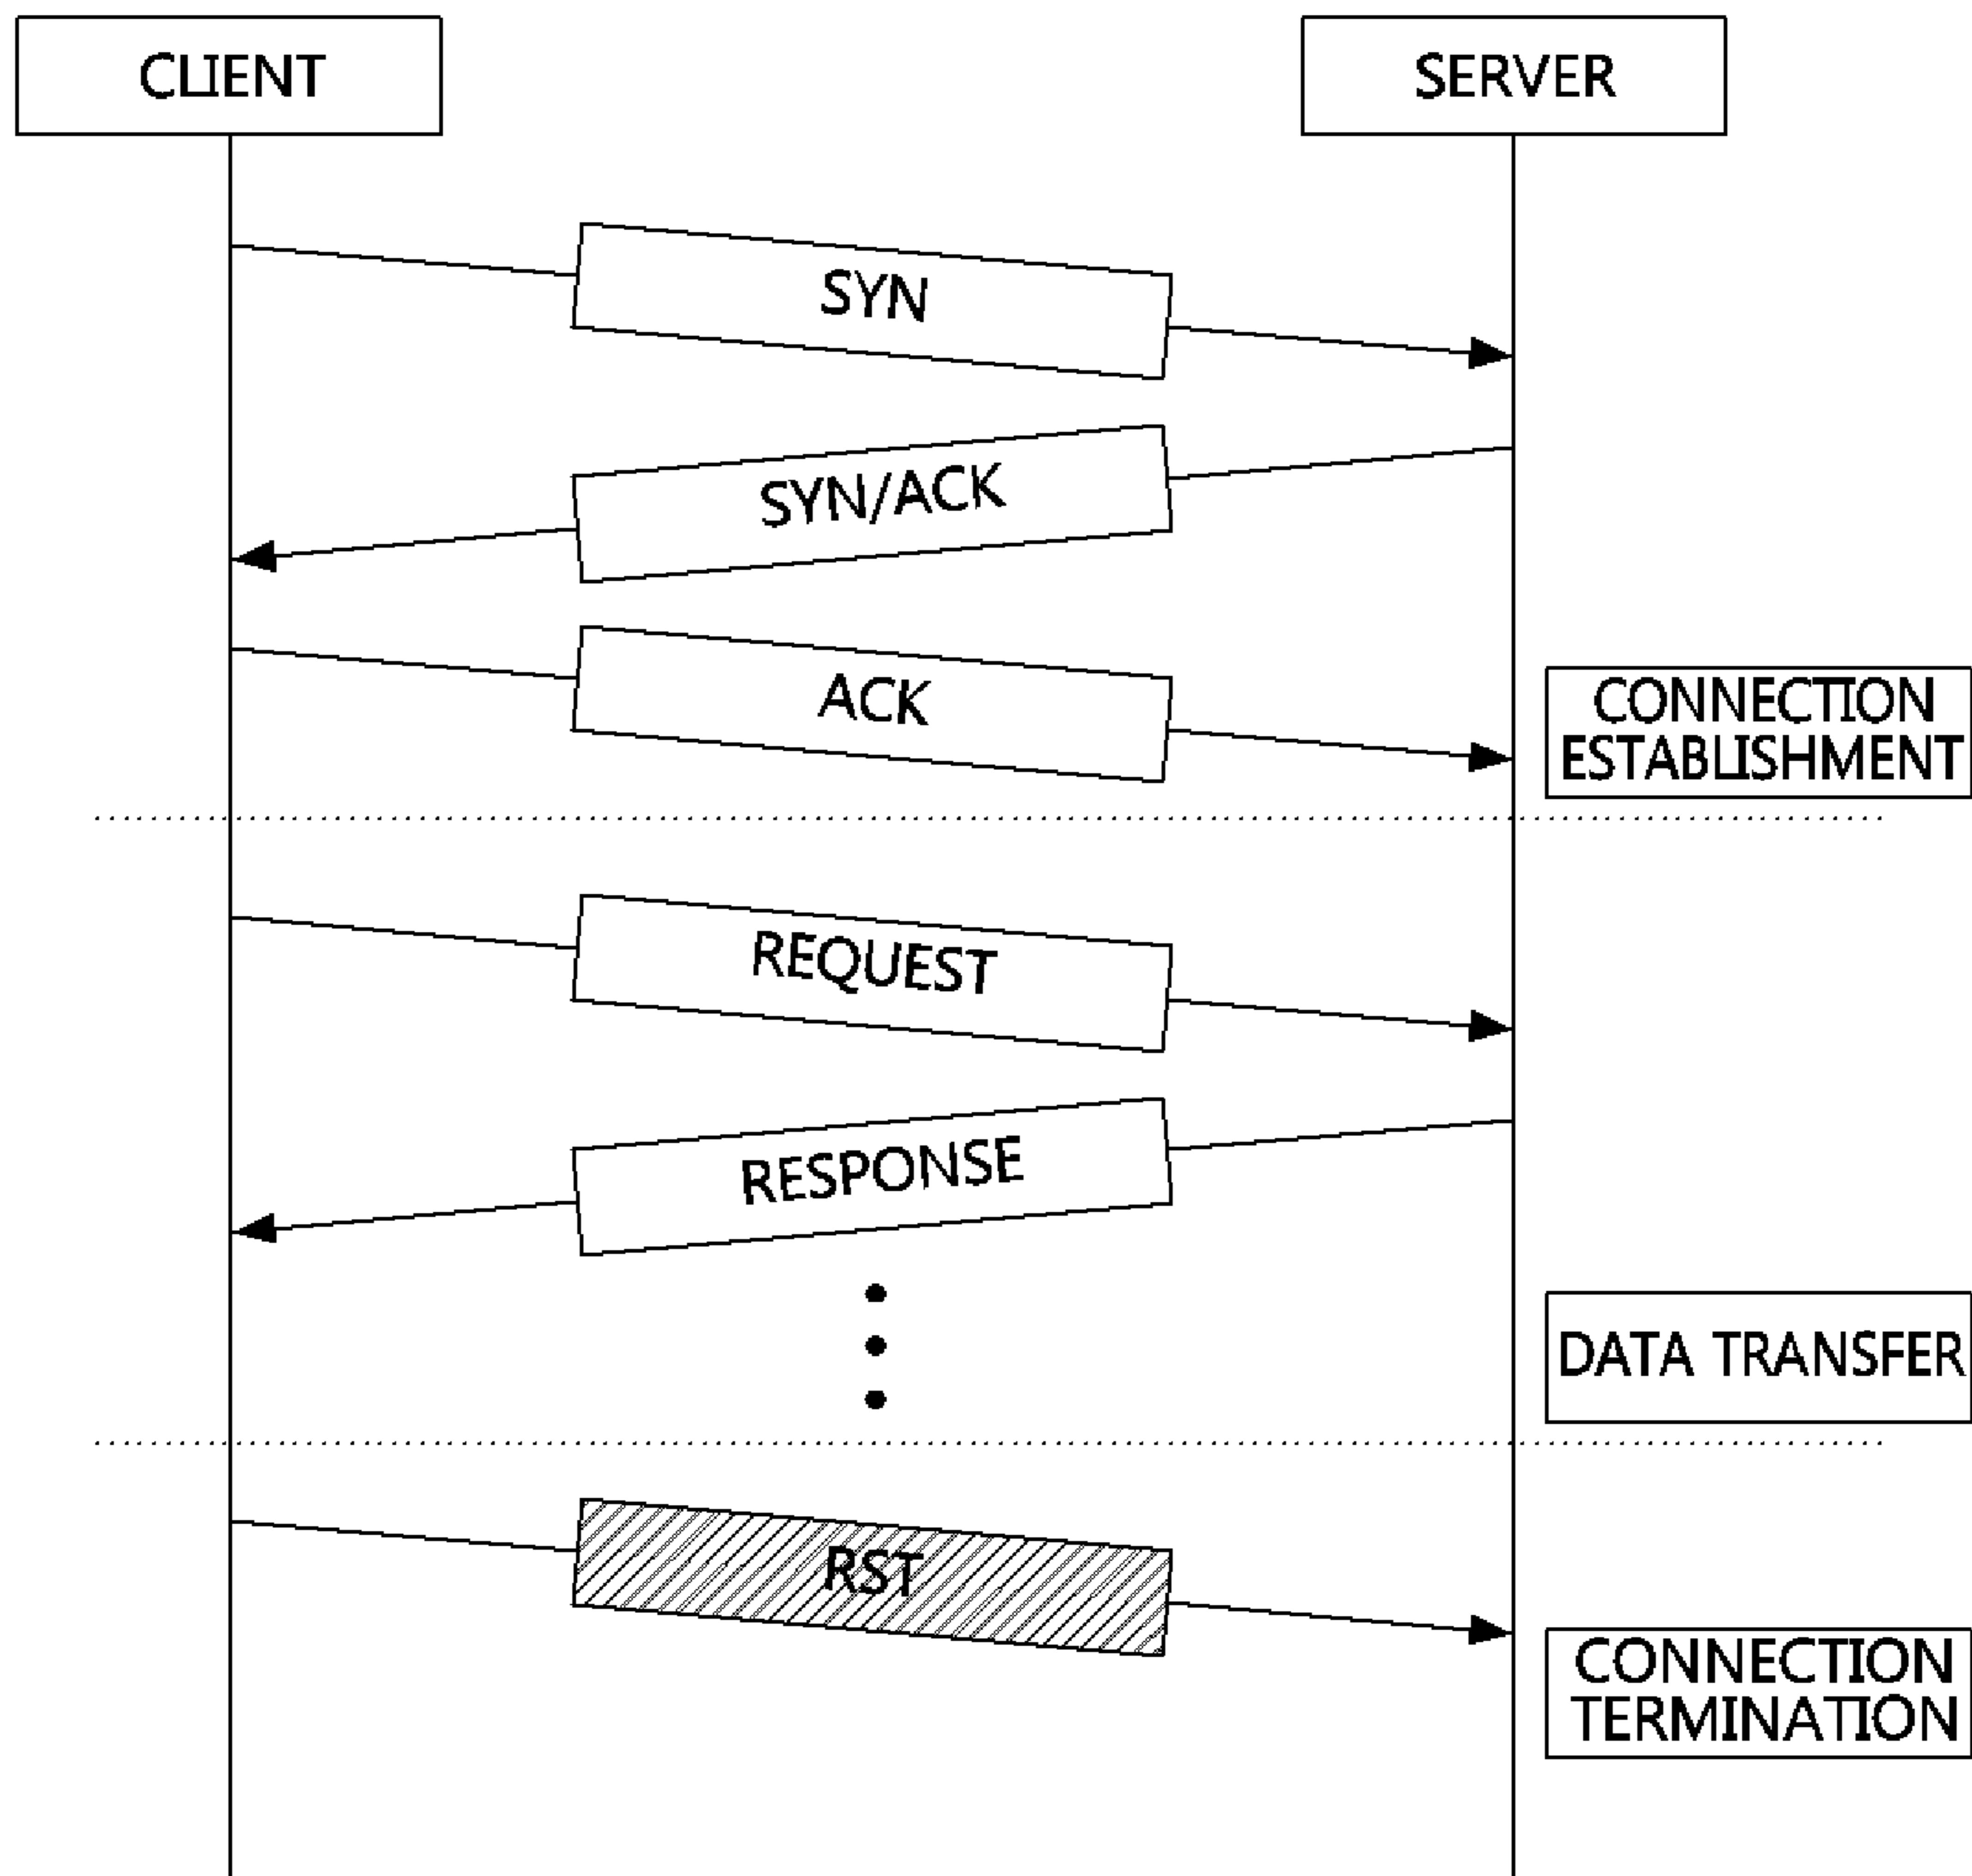 CLIENT
SERVER
SYN
SYN/ACK
ACK
CONNECTION
ESTABLISHMENT
REQUEST
RESPONSE
DATA TRANSFER
RST
CONNECTION
TERMINATION